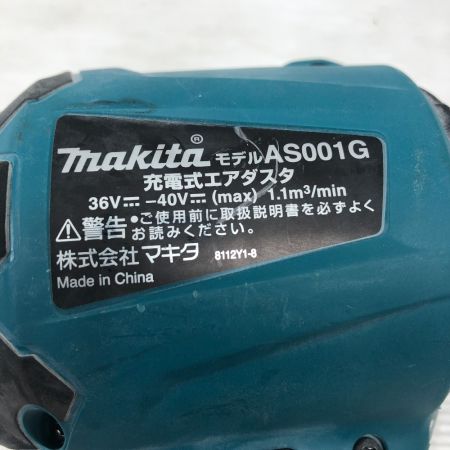 makita® モデルAS001G
充電式エアダスタ
36V⎓ –40V⎓ (max) 1.1m³/min
⚠警告 •ご使用前に取扱説明書を必ずよく
お読みください。
株式会社マキタ 8112Y1-8
Made in China